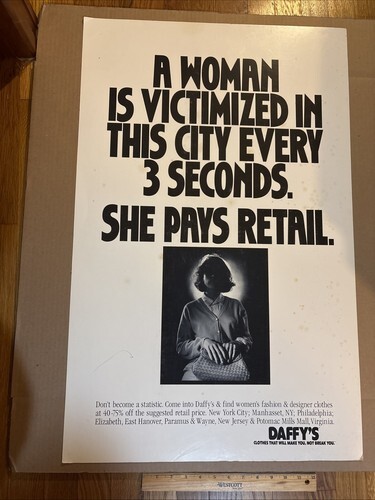 A WOMAN
IS VICTIMIZED IN
THIS CITY EVERY
3 SECONDS.
SHE PAYS RETAIL.
Don't become a statistic. Come into Daffy's & find women's fashion & designer clothes
at 40-75% off the suggested retail price. New York City; Manhasset, NY; Philadelphia;
Elizabeth, East Hanover, Paramus & Wayne, New Jersey & Potomac Mills Mall, Virginia.
DAFFY'S
CLOTHES THAT WILL MAKE YOU, NOT BREAK YOU.